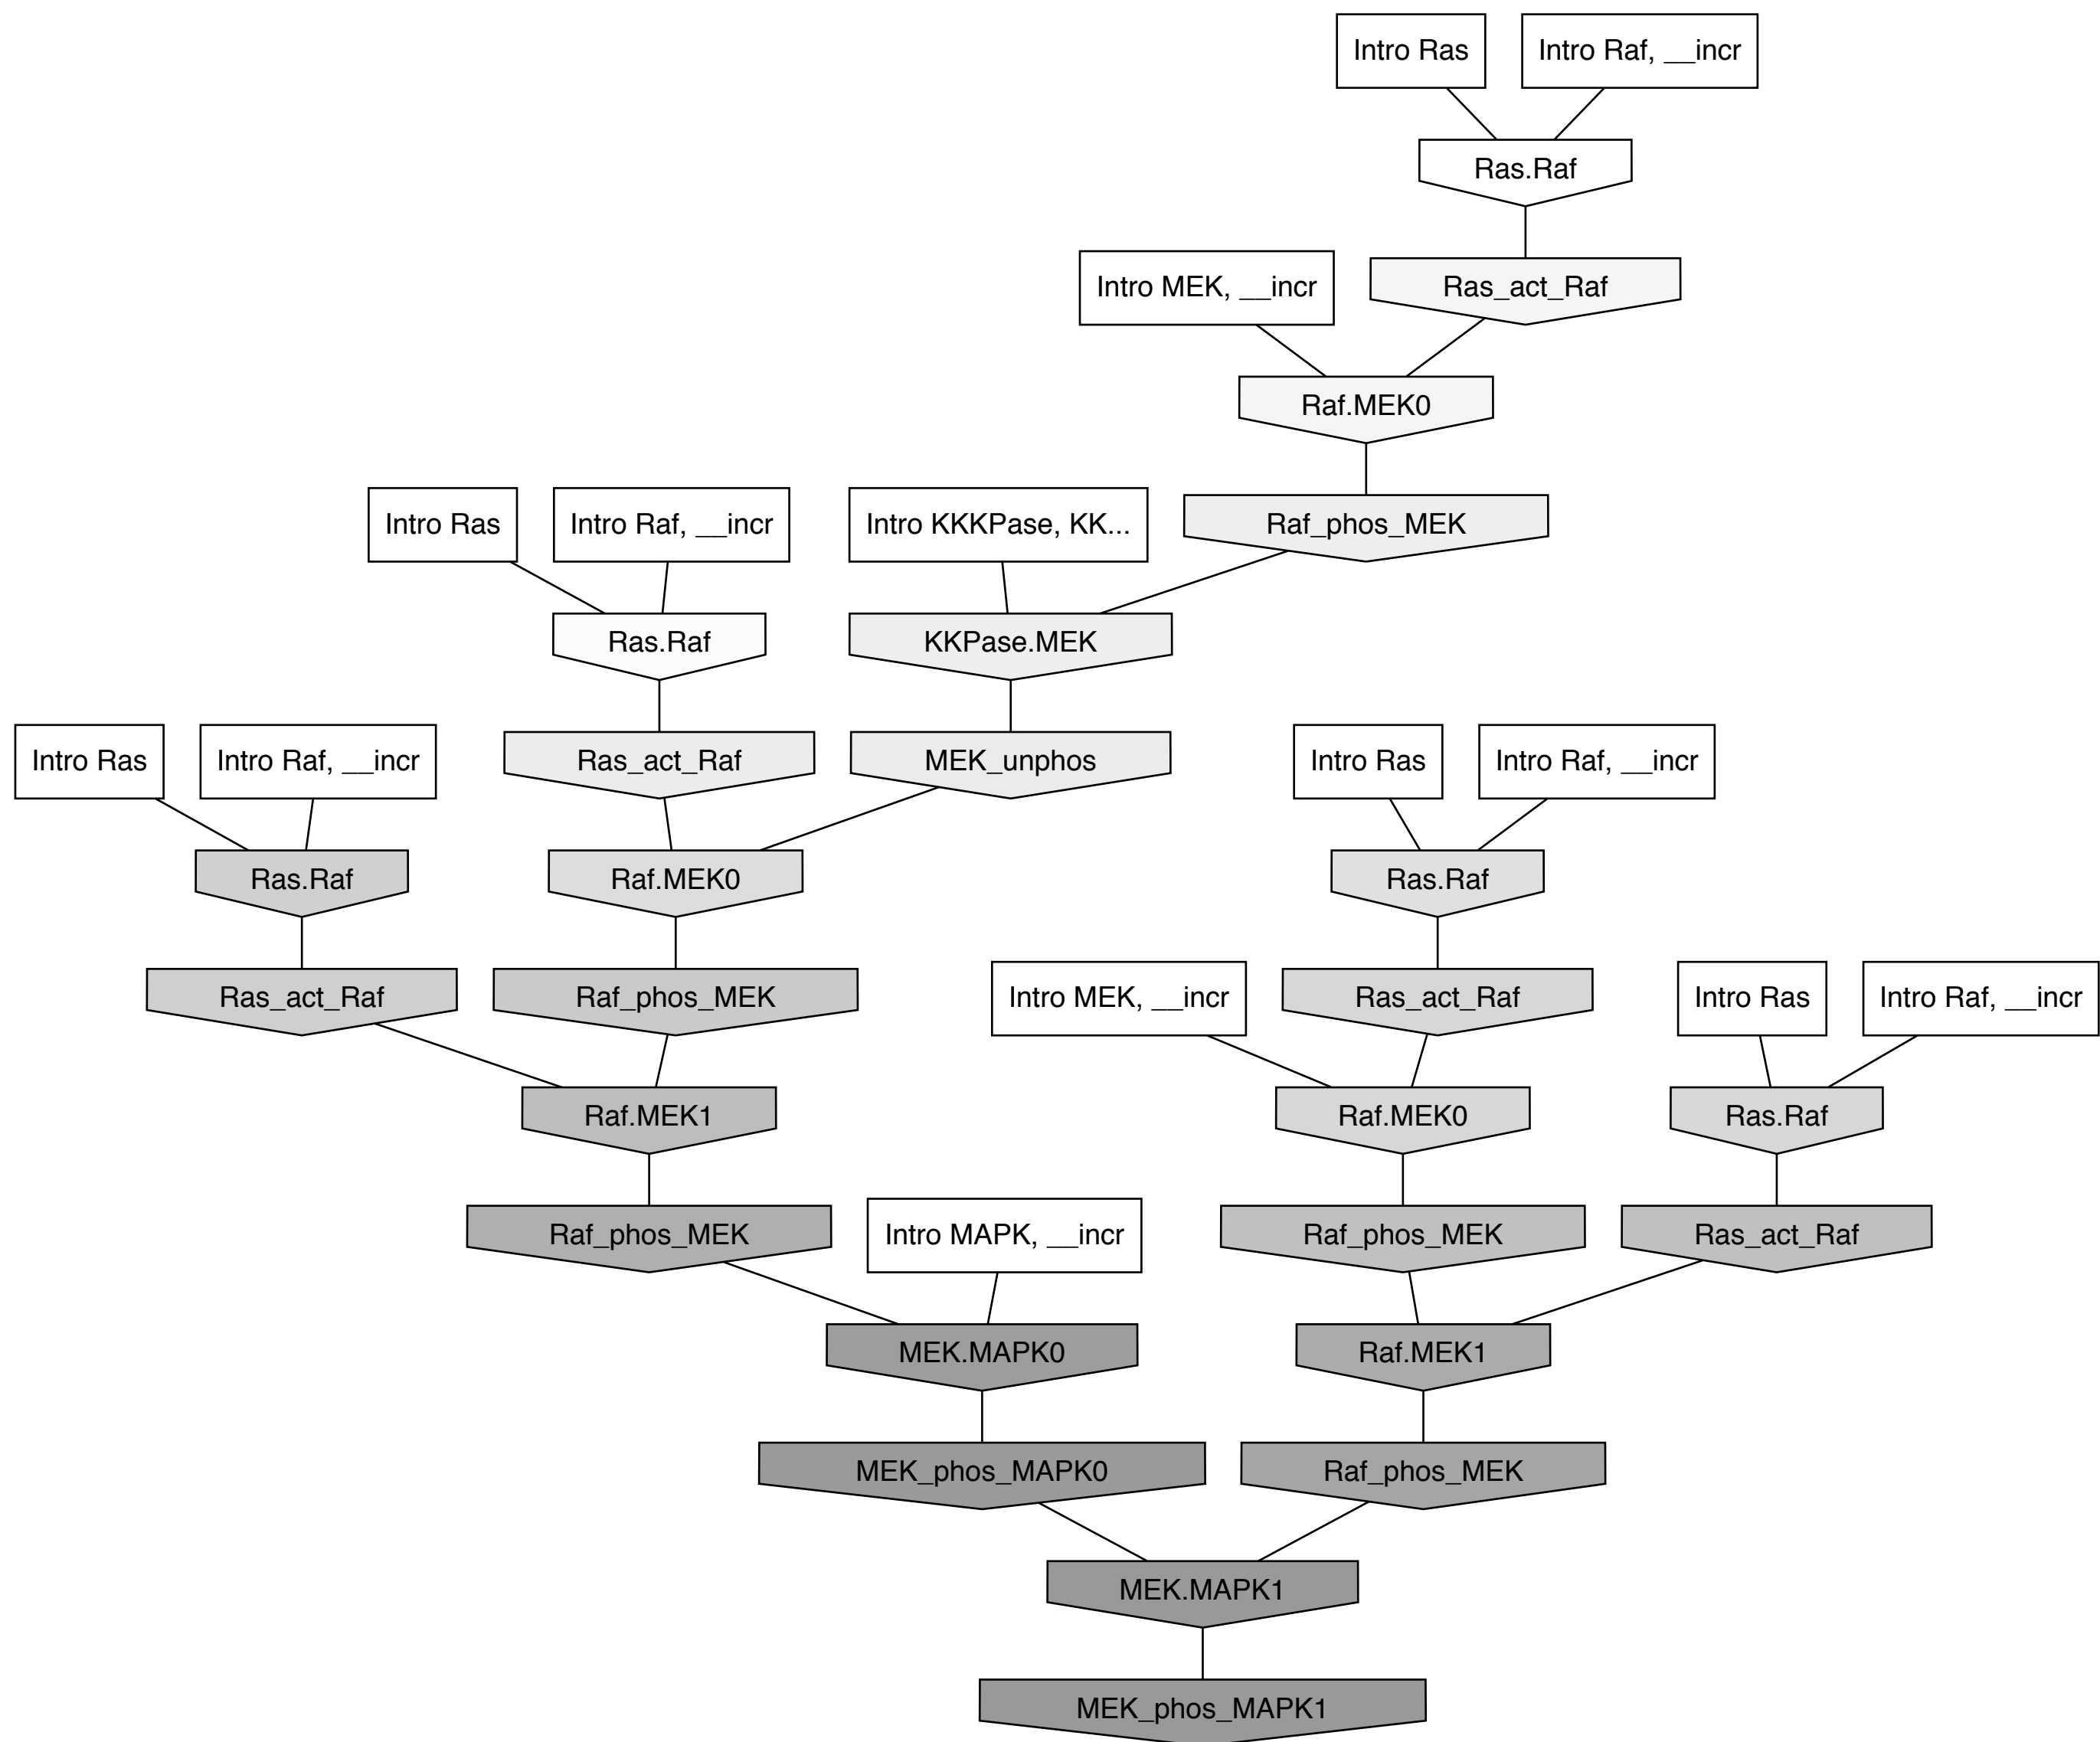 Intro Ras
Intro Raf, __incr
Ras.Raf
Intro MEK, __incr
Ras_act_Raf
Raf.MEK0
Intro Ras
Intro Raf, __incr
Intro KKKPase, KK...
Raf_phos_MEK
Ras.Raf
KKPase.MEK
Intro Ras
Intro Raf, __incr
Ras_act_Raf
MEK_unphos
Intro Ras
Intro Raf, __incr
Ras.Raf
Raf.MEK0
Ras.Raf
Ras_act_Raf
Raf_phos_MEK
Intro MEK, __incr
Ras_act_Raf
Intro Ras
Intro Raf, __incr
Raf.MEK1
Raf.MEK0
Ras.Raf
Raf_phos_MEK
Intro MAPK, __incr
Raf_phos_MEK
Ras_act_Raf
MEK.MAPK0
Raf.MEK1
MEK_phos_MAPK0
Raf_phos_MEK
MEK.MAPK1
MEK_phos_MAPK1